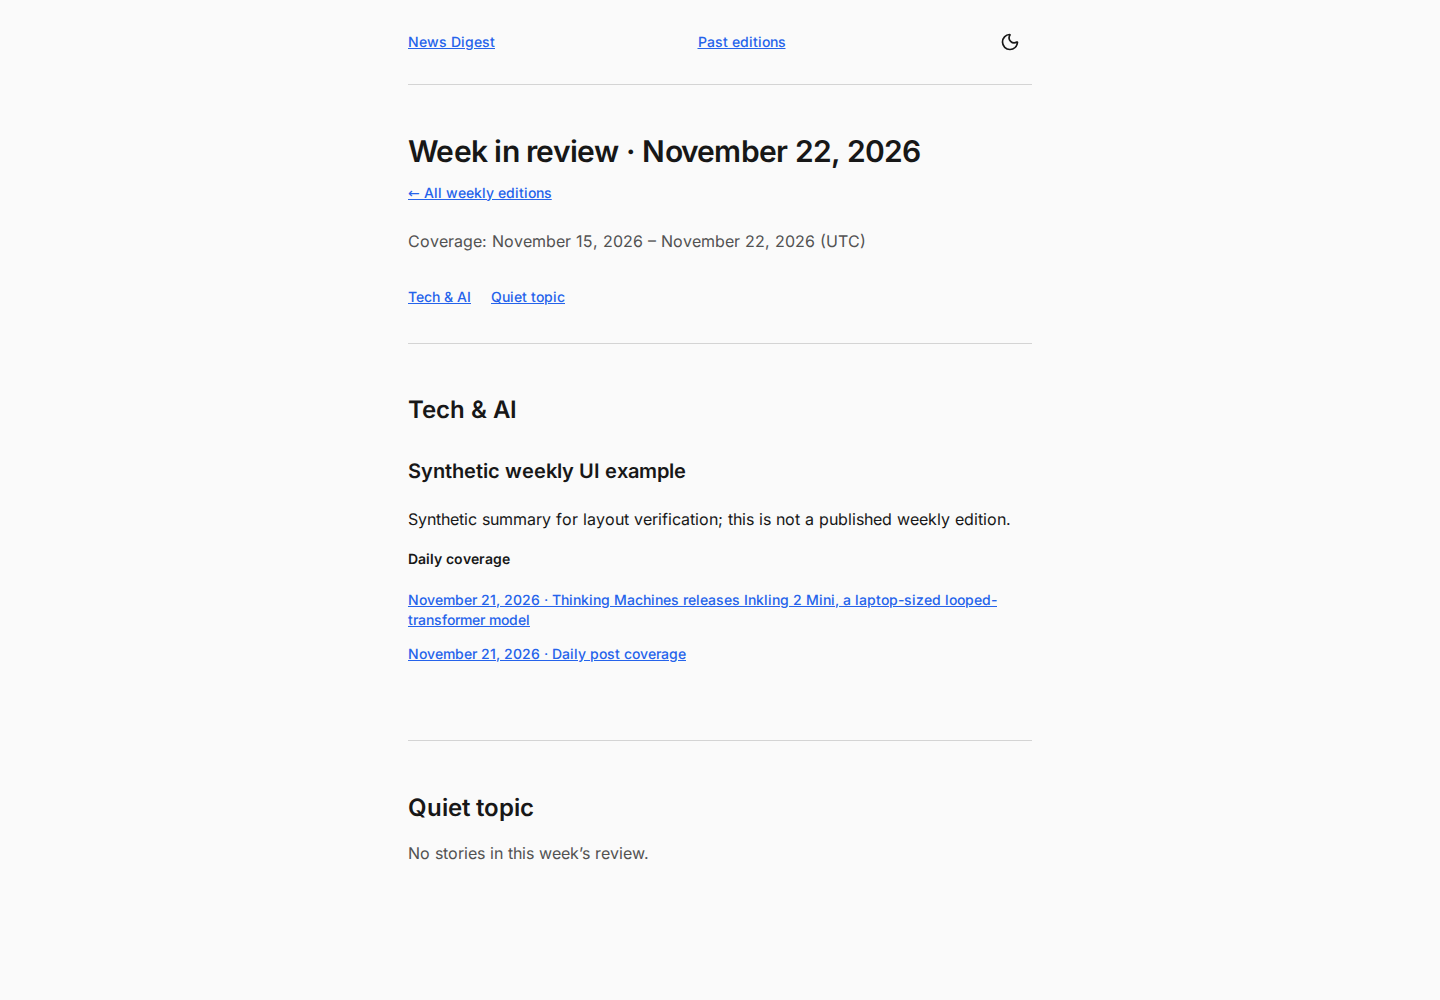 News Digest
Past editions
Week in review · November 22, 2026
← All weekly editions
Coverage: November 15, 2026 – November 22, 2026 (UTC)
Tech & AI
Quiet topic
Tech & AI
Synthetic weekly UI example
Synthetic summary for layout verification; this is not a published weekly edition.
Daily coverage
November 21, 2026 · Thinking Machines releases Inkling 2 Mini, a laptop-sized looped-
transformer model
November 21, 2026 · Daily post coverage
Quiet topic
No stories in this week’s review.